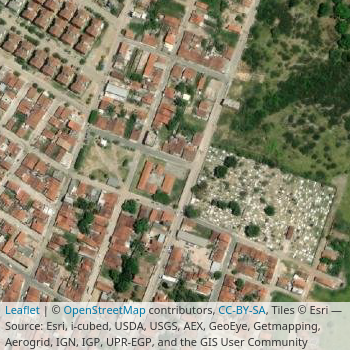 Leaflet | © OpenStreetMap contributors, CC-BY-SA, Tiles © Esri —
Source: Esri, i-cubed, USDA, USGS, AEX, GeoEye, Getmapping,
Aerogrid, IGN, IGP, UPR-EGP, and the GIS User Community